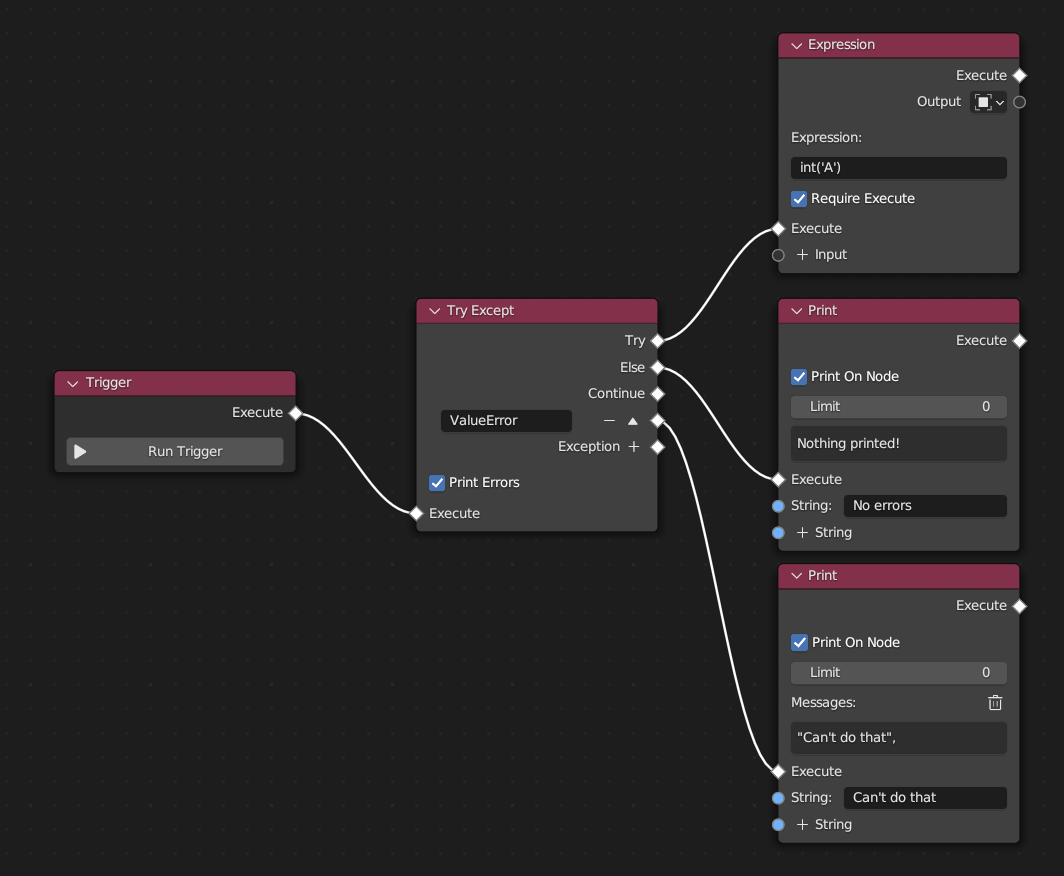 Trigger
Execute
Run Trigger
Try Except
Try
Else
Continue
ValueError
Exception
Print Errors
Execute
Expression
Execute
Output
Expression:
int('A')
Require Execute
Execute
Input
Print
Execute
Print On Node
Limit 0
Nothing printed!
Execute
String: No errors
String
Print
Execute
Print On Node
Limit 0
Messages:
"Can't do that",
Execute
String: Can't do that
String